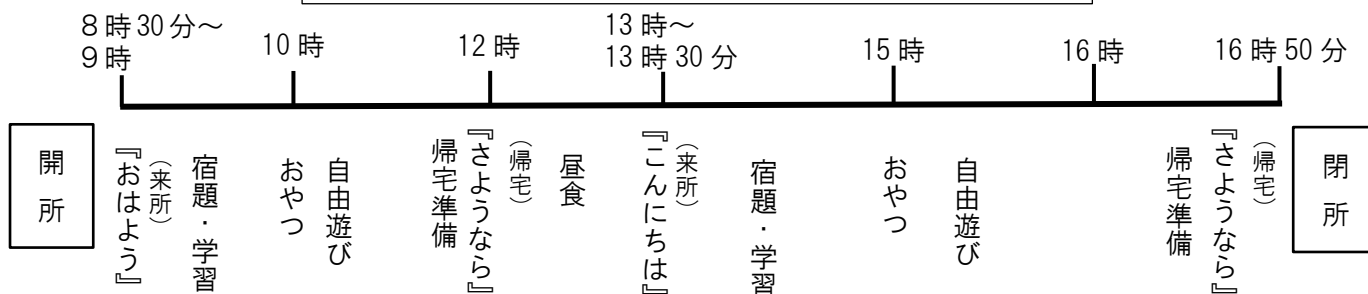 8時30分～
9時
10時
12時
13時～
13時30分
15時
16時
16時50分
開所
『おはよう』
（来所）
宿題・学習
おやつ
自由遊び
帰宅準備
『さようなら』
（帰宅）
昼食
『こんにちは』
（来所）
宿題・学習
おやつ
自由遊び
帰宅準備
『さようなら』
（帰宅）
閉所